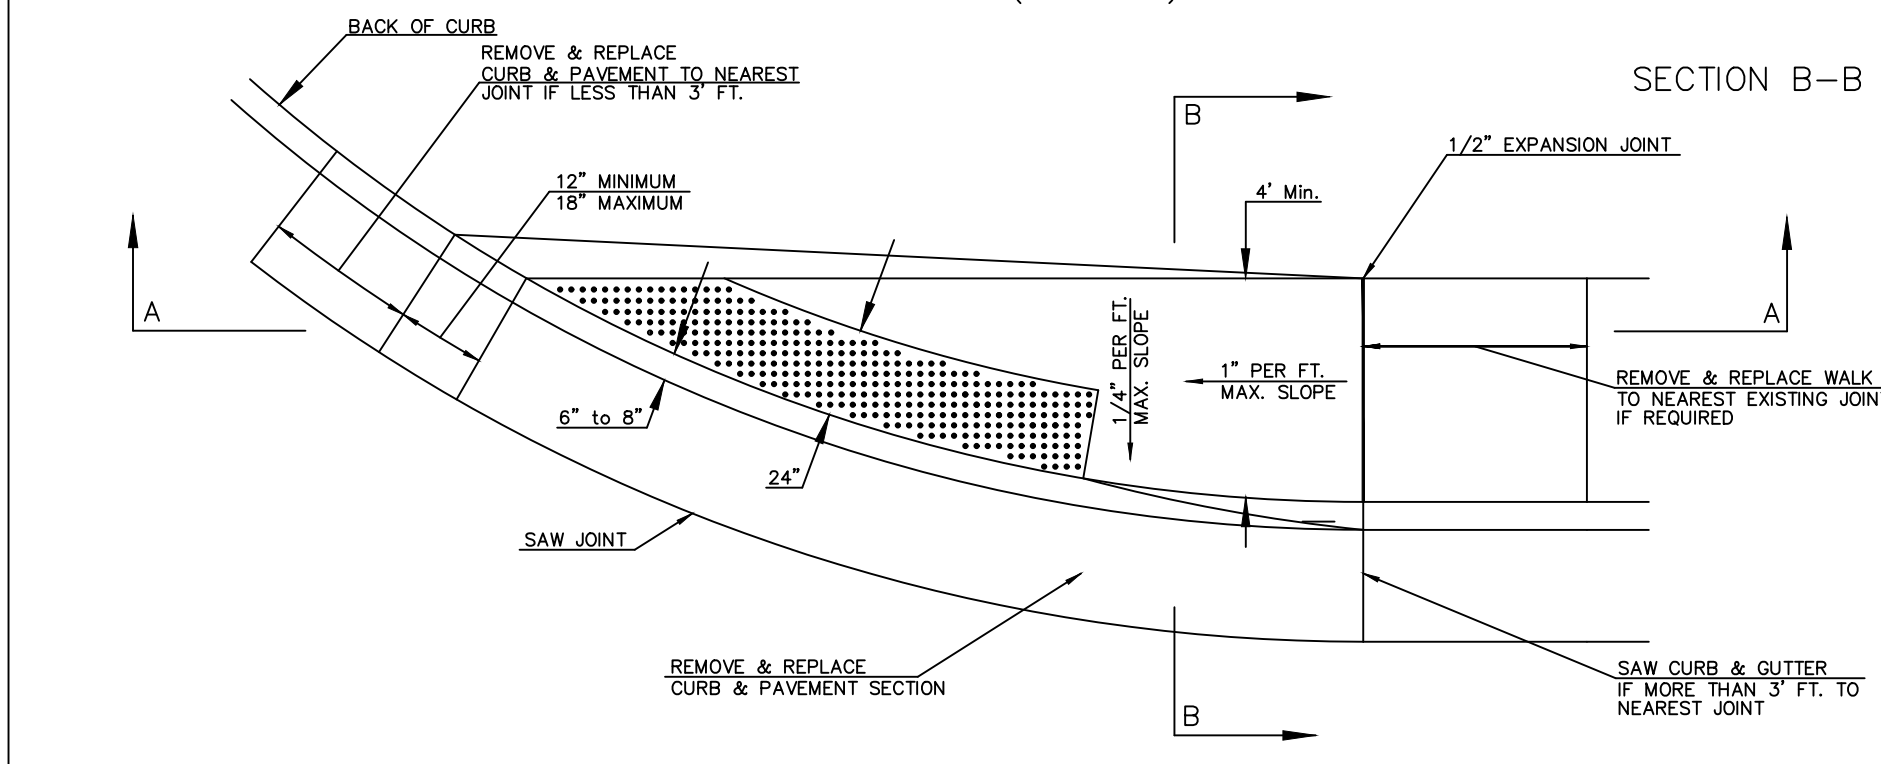 BACK OF CURB
REMOVE & REPLACE
CURB & PAVEMENT TO NEAREST
JOINT IF LESS THAN 3' FT.
SECTION B-B
B
1/2" EXPANSION JOINT
12" MINIMUM
18" MAXIMUM
4' Min.
A
A
1/4" PER FT.
MAX. SLOPE
1" PER FT.
MAX. SLOPE
REMOVE & REPLACE WALK
TO NEAREST EXISTING JOIN
IF REQUIRED
6" to 8"
24"
SAW JOINT
REMOVE & REPLACE
CURB & PAVEMENT SECTION
SAW CURB & GUTTER
IF MORE THAN 3' FT. TO
NEAREST JOINT
B